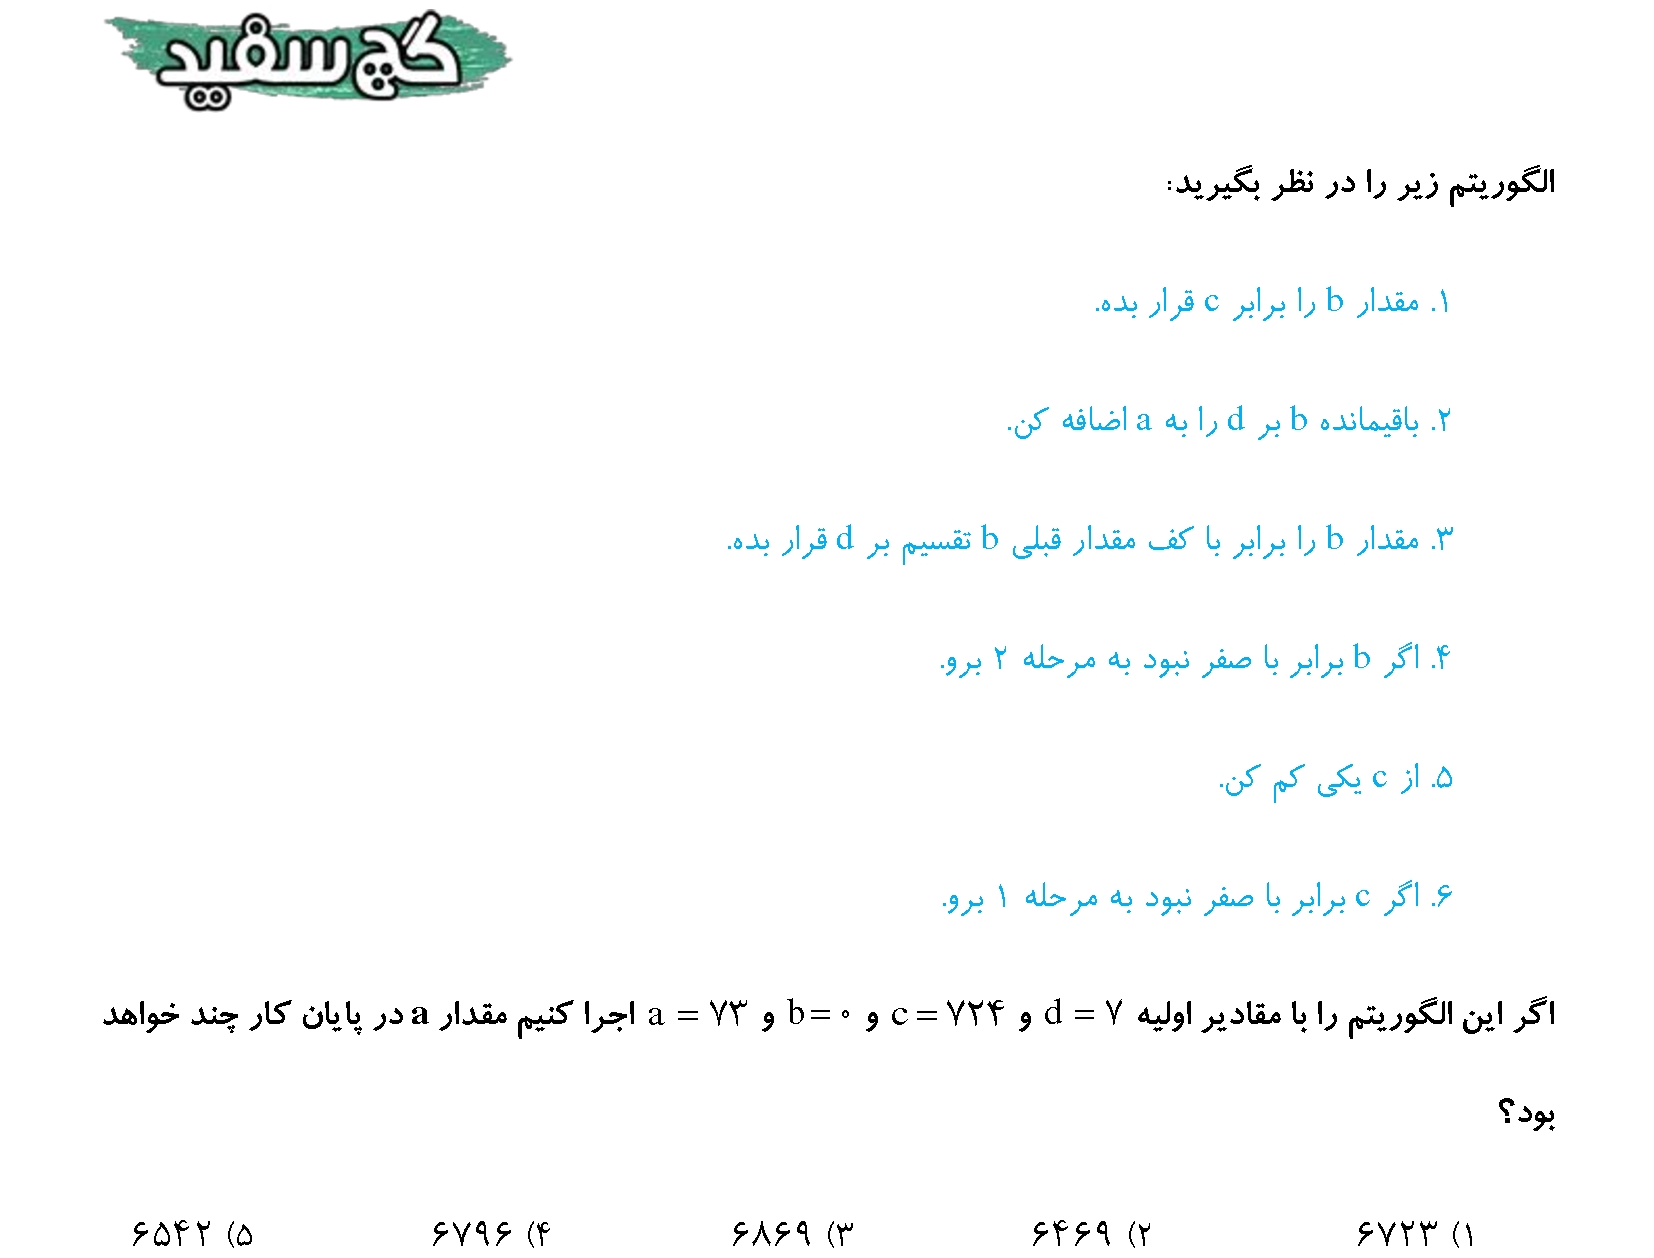 گچ سفید
الگوریتم زیر را در نظر بگیرید:
۱. مقدار b را برابر c قرار بده.
۲. باقیمانده b بر d را به a اضافه کن.
۳. مقدار b را برابر با کف مقدار قبلی b تقسیم بر d قرار بده.
۴. اگر b برابر با صفر نبود به مرحله ۲ برو.
۵. از c یکی کم کن.
۶. اگر c برابر با صفر نبود به مرحله ۱ برو.
اگر این الگوریتم را با مقادیر اولیه d = ۷ و c = ۷۲۴ و b = ۰ و a = ۷۳ اجرا کنیم مقدار a در پایان کار چند خواهد
بود؟
۱) ۶۷۲۳ ۲) ۶۴۶۹ ۳) ۶۸۶۹ ۴) ۶۷۹۶ ۵) ۶۵۴۲